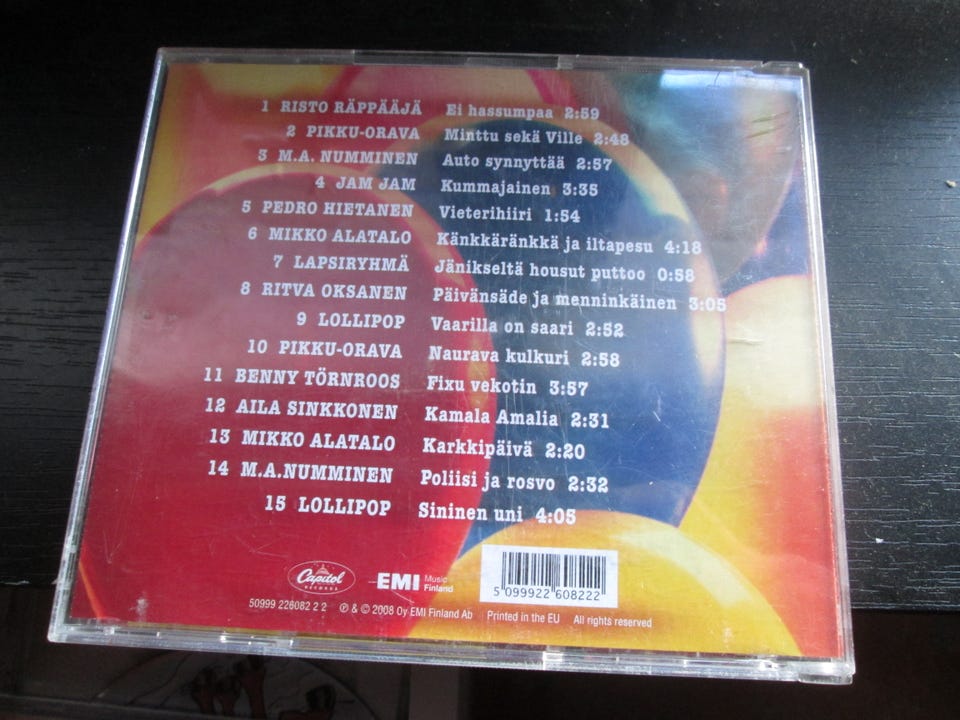 1 RISTO RÄPPÄÄJÄ Ei hassumpaa 2:59
2 PIKKU-ORAVA Minttu sekä Ville 2:48
3 M.A. NUMMINEN Auto synnyttää 2:57
4 JAM JAM Kummajainen 3:35
5 PEDRO HIETANEN Vieterihiiri 1:54
6 MIKKO ALATALO Känkkäränkkä ja iltapesu 4:18
7 LAPSIRYHMÄ Jänikseltä housut puttoo 0:58
8 RITVA OKSANEN Päivänsäde ja menninkäinen 3:05
9 LOLLIPOP Vaarilla on saari 2:52
10 PIKKU-ORAVA Naurava kulkuri 2:58
11 BENNY TÖRNROOS Fixu vekotin 3:57
12 AILA SINKKONEN Kamala Amalia 2:31
13 MIKKO ALATALO Karkkipäivä 2:20
14 M.A.NUMMINEN Poliisi ja rosvo 2:32
15 LOLLIPOP Sininen uni 4:05
Capitol RECORDS EMI Music Finland
5 099922 608222
50999 226082 2 2 ℗ & © 2008 Oy EMI Finland Ab Printed in the EU All rights reserved